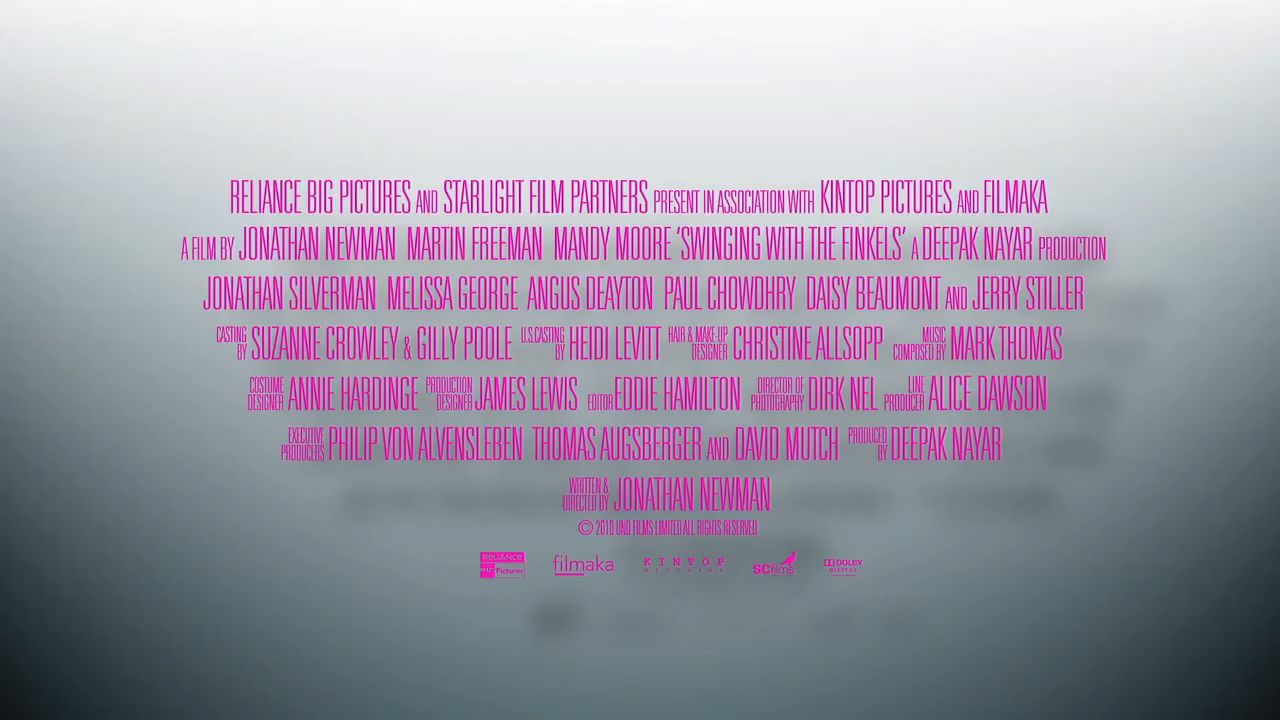 RELIANCE BIG PICTURES AND STARLIGHT FILM PARTNERS PRESENT IN ASSOCIATION WITH KINTOP PICTURES AND FILMAKA
A FILM BY JONATHAN NEWMAN MARTIN FREEMAN MANDY MOORE 'SWINGING WITH THE FINKELS' A DEEPAK NAYAR PRODUCTION
JONATHAN SILVERMAN MELISSA GEORGE ANGUS DEAYTON PAUL CHOWDHRY DAISY BEAUMONT AND JERRY STILLER
CASTING BY SUZANNE CROWLEY & GILLY POOLE U.S.CASTING BY HEIDI LEVITT HAIR & MAKE-UP DESIGNER CHRISTINE ALLSOPP MUSIC COMPOSED BY MARK THOMAS
COSTUME DESIGNER ANNIE HARDINGE PRODUCTION DESIGNER JAMES LEWIS EDITOR EDDIE HAMILTON DIRECTOR OF PHOTOGRAPHY DIRK NEL LINE PRODUCER ALICE DAWSON
EXECUTIVE PRODUCERS PHILIP VON ALVENSLEBEN THOMAS AUGSBERGER AND DAVID MUTCH PRODUCED BY DEEPAK NAYAR
WRITTEN & DIRECTED BY JONATHAN NEWMAN
© 2010 UNO FILMS LIMITED ALL RIGHTS RESERVED
RELIANCE BIG Pictures filmaka KINTOP PICTURES SCfilms DOLBY DIGITAL